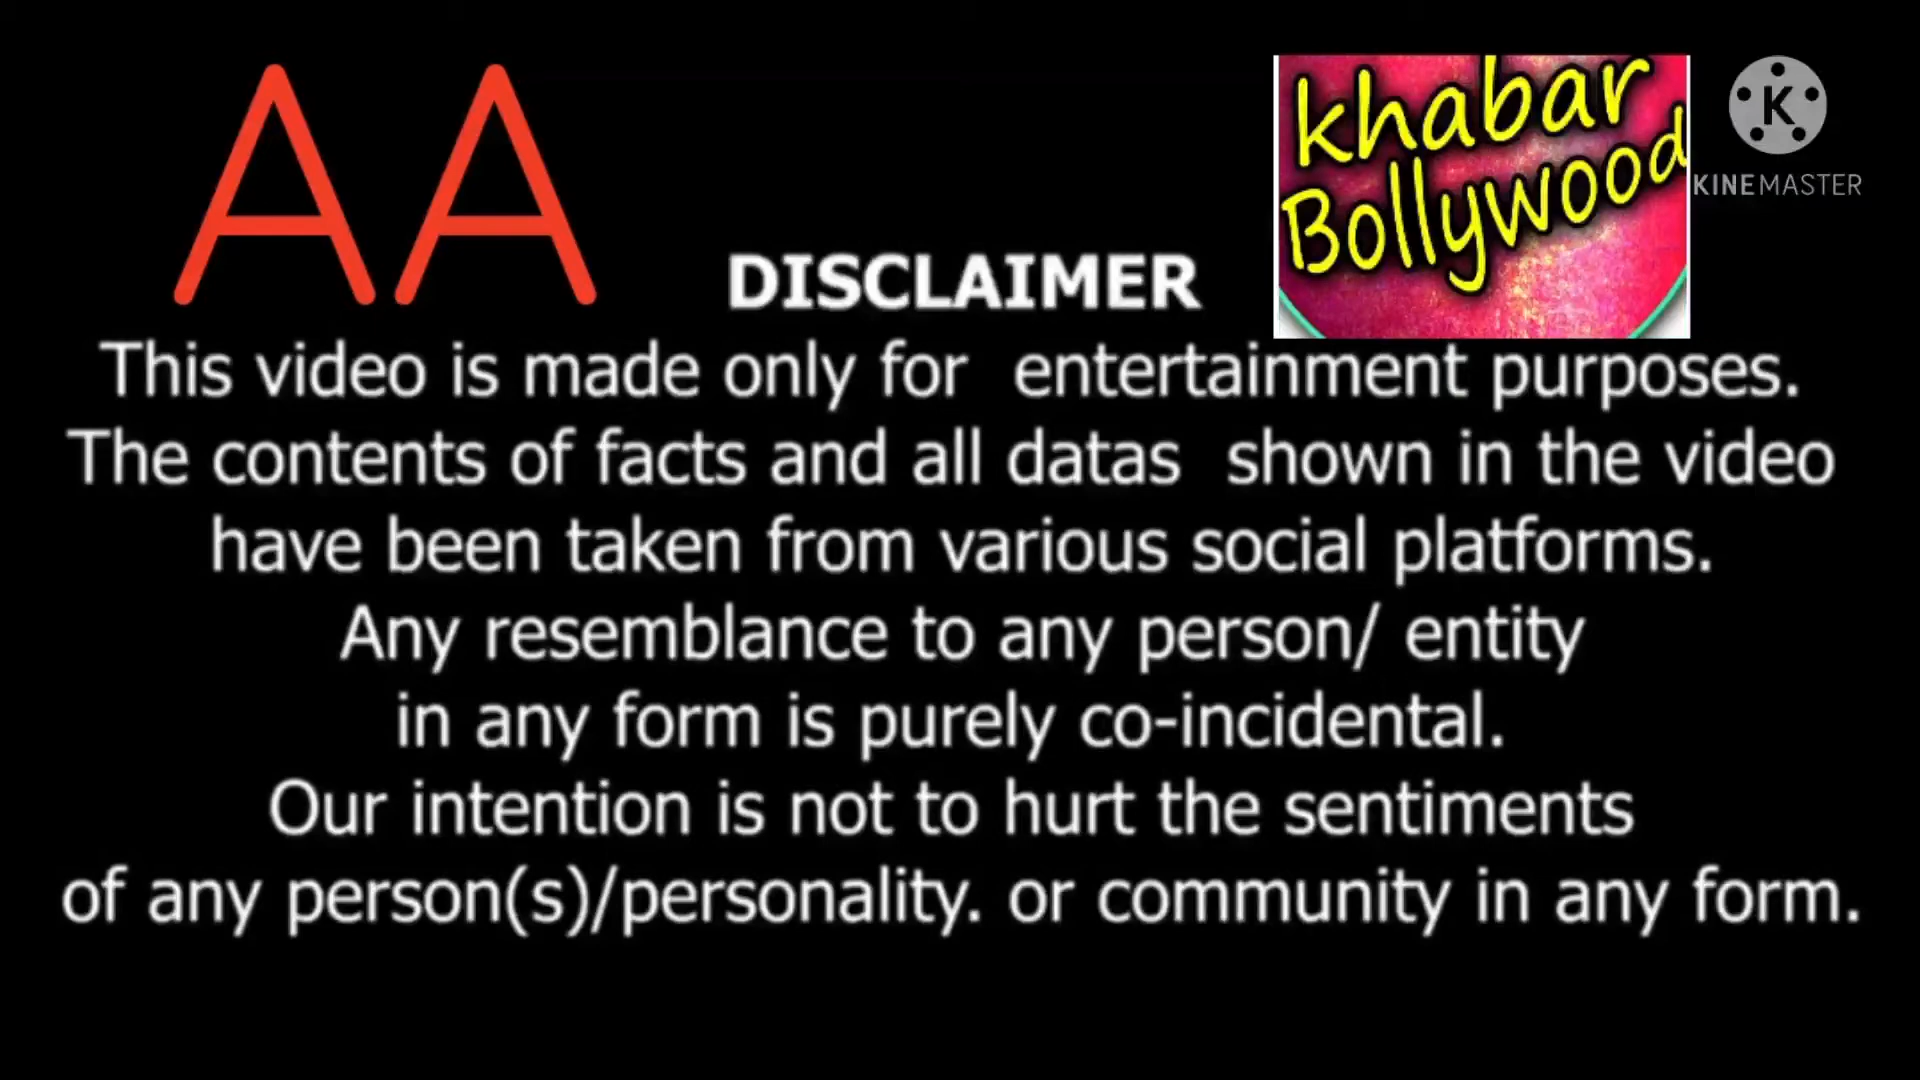 AA
khabar
Bollywood
K
KINEMASTER
DISCLAIMER
This video is made only for entertainment purposes.
The contents of facts and all datas shown in the video
have been taken from various social platforms.
Any resemblance to any person/ entity
in any form is purely co-incidental.
Our intention is not to hurt the sentiments
of any person(s)/personality. or community in any form.